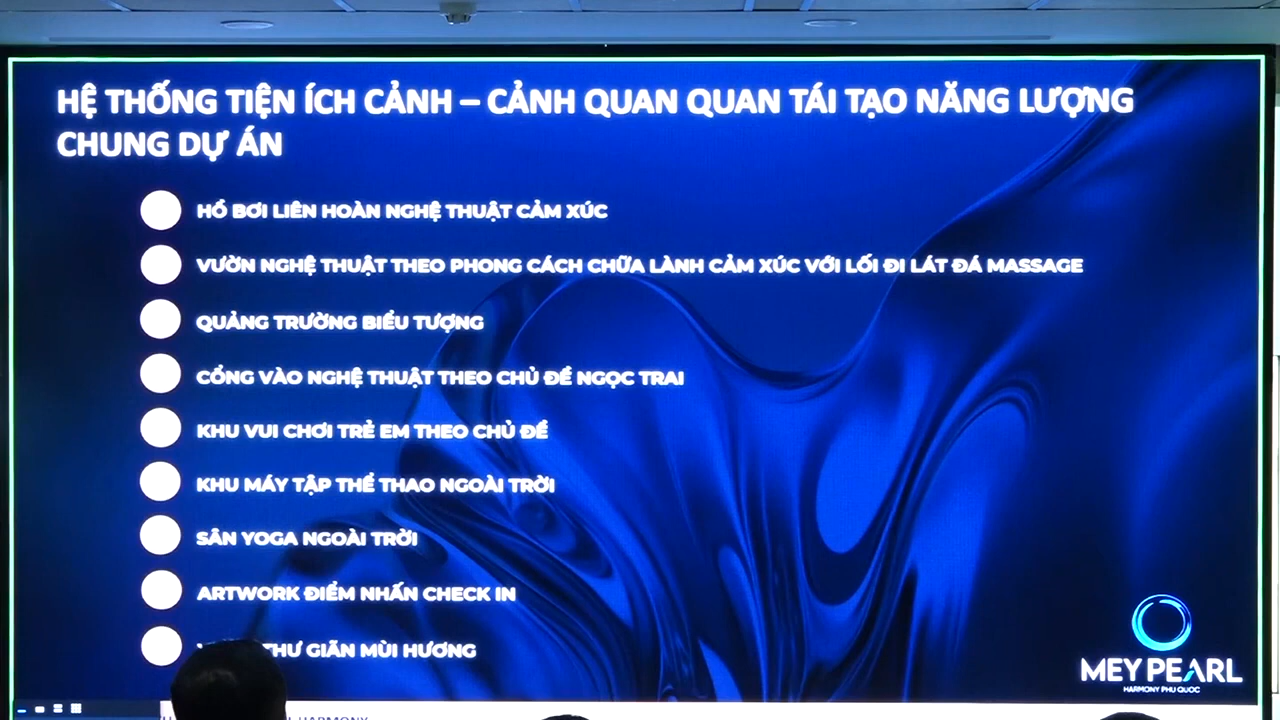 HỆ THỐNG TIỆN ÍCH CẢNH – CẢNH QUAN QUAN TÁI TẠO NĂNG LƯỢNG
CHUNG DỰ ÁN
HỒ BƠI LIÊN HOÀN NGHỆ THUẬT CẢM XÚC
VƯỜN NGHỆ THUẬT THEO PHONG CÁCH CHỮA LÀNH CẢM XÚC VỚI LỐI ĐI LÁT ĐÁ MASSAGE
QUẢNG TRƯỜNG BIỂU TƯỢNG
CỔNG VÀO NGHỆ THUẬT THEO CHỦ ĐỀ NGỌC TRAI
KHU VUI CHƠI TRẺ EM THEO CHỦ ĐỀ
KHU MÁY TẬP THỂ THAO NGOÀI TRỜI
SÂN YOGA NGOÀI TRỜI
ARTWORK ĐIỂM NHẤN CHECK IN
THƯ GIÃN MÙI HƯƠNG
MEY PEARL
HARMONY PHU QUOC
HARMONY